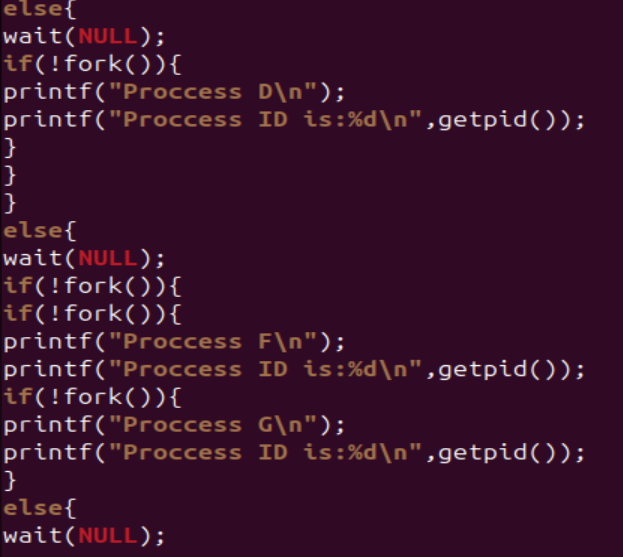 else{
wait(NULL);
if(!fork()){
printf("Proccess D\n");
printf("Proccess ID is:%d\n",getpid());
}
}
}
else{
wait(NULL);
if(!fork()){
if(!fork()){
printf("Proccess F\n");
printf("Proccess ID is:%d\n",getpid());
if(!fork()){
printf("Proccess G\n");
printf("Proccess ID is:%d\n",getpid());
}
else{
wait(NULL);